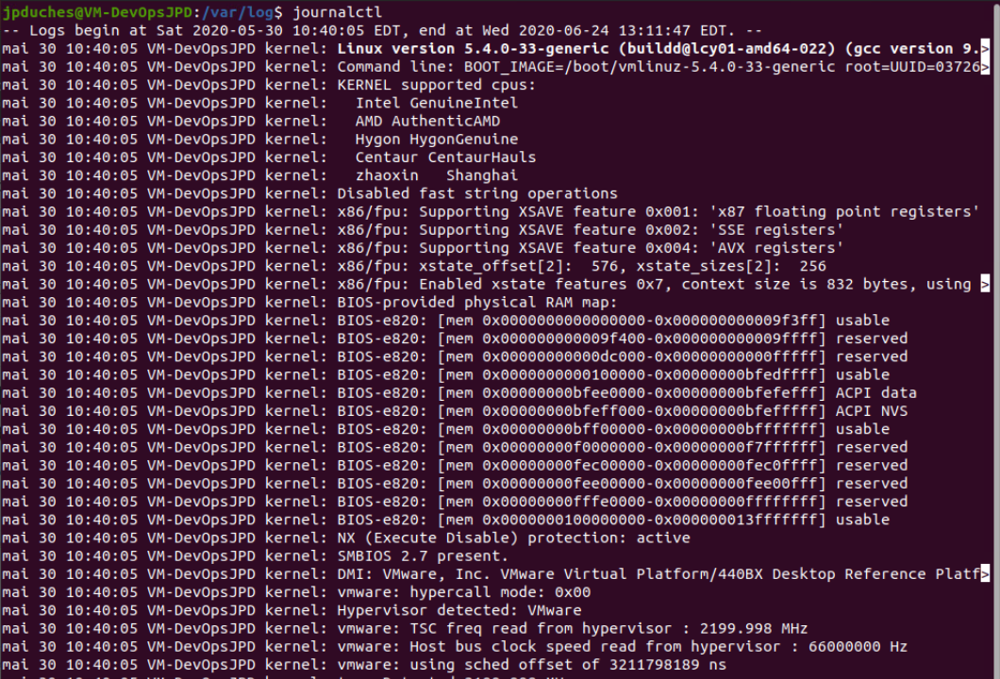 jpduches@VM-DevOpsJPD:/var/log$ journalctl
-- Logs begin at Sat 2020-05-30 10:40:05 EDT, end at Wed 2020-06-24 13:11:47 EDT. --
mai 30 10:40:05 VM-DevOpsJPD kernel: Linux version 5.4.0-33-generic (buildd@lcy01-amd64-022) (gcc version 9.>
mai 30 10:40:05 VM-DevOpsJPD kernel: Command line: BOOT_IMAGE=/boot/vmlinuz-5.4.0-33-generic root=UUID=03726>
mai 30 10:40:05 VM-DevOpsJPD kernel: KERNEL supported cpus:
mai 30 10:40:05 VM-DevOpsJPD kernel:   Intel GenuineIntel
mai 30 10:40:05 VM-DevOpsJPD kernel:   AMD AuthenticAMD
mai 30 10:40:05 VM-DevOpsJPD kernel:   Hygon HygonGenuine
mai 30 10:40:05 VM-DevOpsJPD kernel:   Centaur CentaurHauls
mai 30 10:40:05 VM-DevOpsJPD kernel:   zhaoxin   Shanghai
mai 30 10:40:05 VM-DevOpsJPD kernel: Disabled fast string operations
mai 30 10:40:05 VM-DevOpsJPD kernel: x86/fpu: Supporting XSAVE feature 0x001: 'x87 floating point registers'
mai 30 10:40:05 VM-DevOpsJPD kernel: x86/fpu: Supporting XSAVE feature 0x002: 'SSE registers'
mai 30 10:40:05 VM-DevOpsJPD kernel: x86/fpu: Supporting XSAVE feature 0x004: 'AVX registers'
mai 30 10:40:05 VM-DevOpsJPD kernel: x86/fpu: xstate_offset[2]:  576, xstate_sizes[2]:  256
mai 30 10:40:05 VM-DevOpsJPD kernel: x86/fpu: Enabled xstate features 0x7, context size is 832 bytes, using >
mai 30 10:40:05 VM-DevOpsJPD kernel: BIOS-provided physical RAM map:
mai 30 10:40:05 VM-DevOpsJPD kernel: BIOS-e820: [mem 0x0000000000000000-0x000000000009f3ff] usable
mai 30 10:40:05 VM-DevOpsJPD kernel: BIOS-e820: [mem 0x000000000009f400-0x000000000009ffff] reserved
mai 30 10:40:05 VM-DevOpsJPD kernel: BIOS-e820: [mem 0x00000000000dc000-0x00000000000fffff] reserved
mai 30 10:40:05 VM-DevOpsJPD kernel: BIOS-e820: [mem 0x0000000000100000-0x00000000bfedffff] usable
mai 30 10:40:05 VM-DevOpsJPD kernel: BIOS-e820: [mem 0x00000000bfee0000-0x00000000bfefefff] ACPI data
mai 30 10:40:05 VM-DevOpsJPD kernel: BIOS-e820: [mem 0x00000000bfeff000-0x00000000bfefffff] ACPI NVS
mai 30 10:40:05 VM-DevOpsJPD kernel: BIOS-e820: [mem 0x00000000bff00000-0x00000000bfffffff] usable
mai 30 10:40:05 VM-DevOpsJPD kernel: BIOS-e820: [mem 0x00000000f0000000-0x00000000f7ffffff] reserved
mai 30 10:40:05 VM-DevOpsJPD kernel: BIOS-e820: [mem 0x00000000fec00000-0x00000000fec0ffff] reserved
mai 30 10:40:05 VM-DevOpsJPD kernel: BIOS-e820: [mem 0x00000000fee00000-0x00000000fee00fff] reserved
mai 30 10:40:05 VM-DevOpsJPD kernel: BIOS-e820: [mem 0x00000000fffe0000-0x00000000ffffffff] reserved
mai 30 10:40:05 VM-DevOpsJPD kernel: BIOS-e820: [mem 0x0000000100000000-0x000000013fffffff] usable
mai 30 10:40:05 VM-DevOpsJPD kernel: NX (Execute Disable) protection: active
mai 30 10:40:05 VM-DevOpsJPD kernel: SMBIOS 2.7 present.
mai 30 10:40:05 VM-DevOpsJPD kernel: DMI: VMware, Inc. VMware Virtual Platform/440BX Desktop Reference Platf>
mai 30 10:40:05 VM-DevOpsJPD kernel: vmware: hypercall mode: 0x00
mai 30 10:40:05 VM-DevOpsJPD kernel: Hypervisor detected: VMware
mai 30 10:40:05 VM-DevOpsJPD kernel: vmware: TSC freq read from hypervisor : 2199.998 MHz
mai 30 10:40:05 VM-DevOpsJPD kernel: vmware: Host bus clock speed read from hypervisor : 66000000 Hz
mai 30 10:40:05 VM-DevOpsJPD kernel: vmware: using sched offset of 3211798189 ns